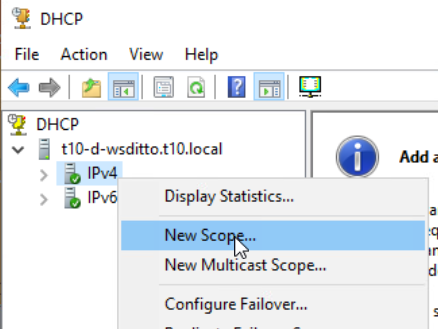 DHCP
File Action View Help
DHCP
t10-d-wsditto.t10.local
IPv4
Add a
IPv6
Display Statistics...
New Scope...
New Multicast Scope...
Configure Failover...